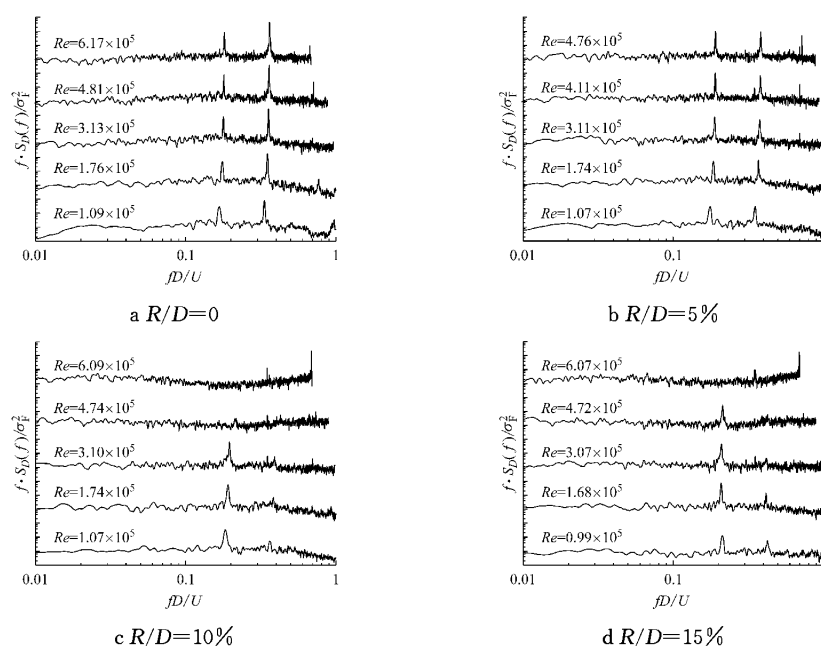 f·S_D(f)/σ_F^2
Re=6.17×10^5
Re=4.81×10^5
Re=3.13×10^5
Re=1.76×10^5
Re=1.09×10^5
0.01 0.1 1
fD/U
a R/D=0
f·S_D(f)/σ_F^2
Re=4.76×10^5
Re=4.11×10^5
Re=3.11×10^5
Re=1.74×10^5
Re=1.07×10^5
0.01 0.1
fD/U
b R/D=5%
f·S_D(f)/σ_F^2
Re=6.09×10^5
Re=4.74×10^5
Re=3.10×10^5
Re=1.74×10^5
Re=1.07×10^5
0.01 0.1 1
fD/U
c R/D=10%
f·S_D(f)/σ_F^2
Re=6.07×10^5
Re=4.72×10^5
Re=3.07×10^5
Re=1.68×10^5
Re=0.99×10^5
0.01 0.1
fD/U
d R/D=15%